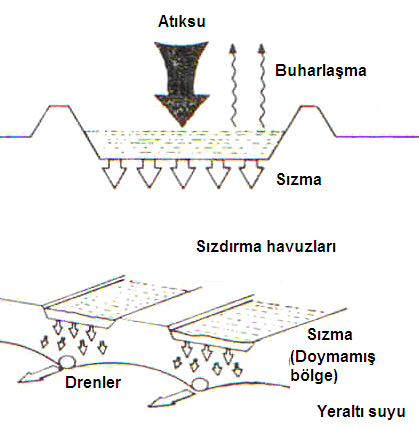 Atıksu
Buharlaşma
Sızma
Sızdırma havuzları
Sızma
(Doymamış
bölge)
Drenler
Yeraltı suyu